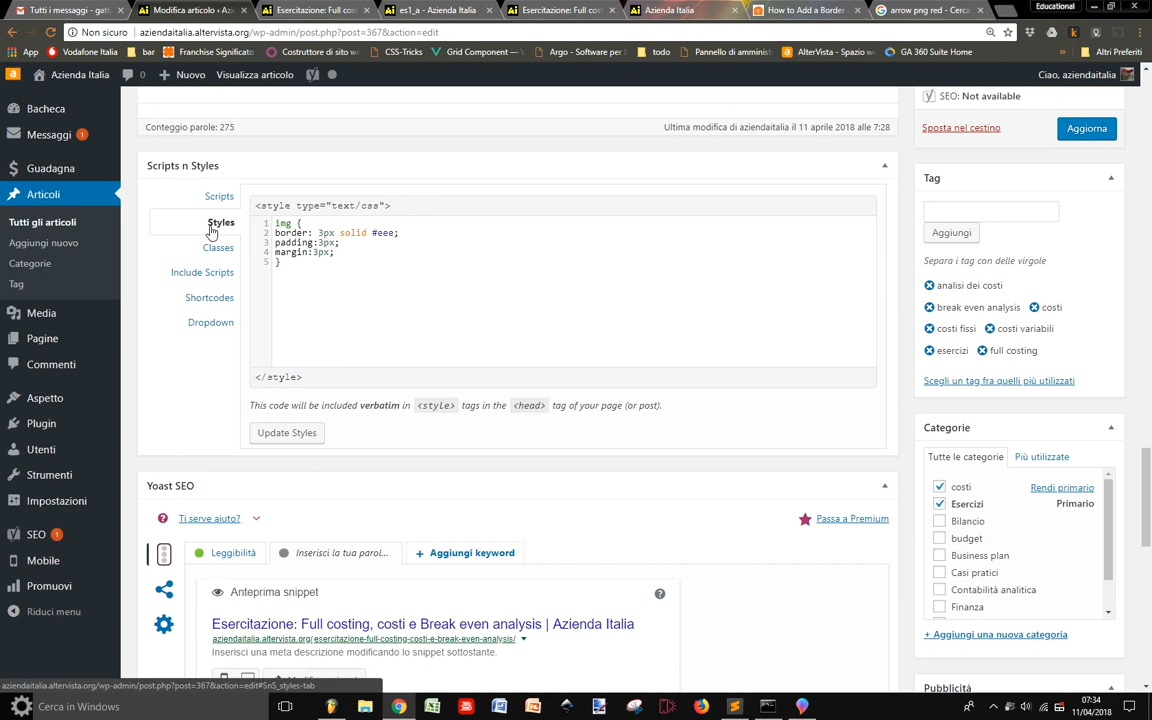 Tutti i messaggi - gatt
Modifica articolo ‹ Azie
Esercitazione: Full cost
es1_a - Azienda Italia
Esercitazione: Full cost
Azienda Italia
How to Add a Border A
arrow png red - Cerca c
Educational
Non sicuro
aziendaitalia.altervista.org/wp-admin/post.php?post=367&action=edit
App
Vodafone Italia
bar
Franchise Significato
Costruttore di sito we
CSS-Tricks
Grid Component —
Argo - Software per l
todo
Pannello di amminist
AlterVista - Spazio w
GA 360 Suite Home
Altri Preferiti
Azienda Italia
0
Nuovo
Visualizza articolo
Ciao, aziendaitalia
Bacheca
Messaggi 1
Guadagna
Articoli
Tutti gli articoli
Aggiungi nuovo
Categorie
Tag
Media
Pagine
Commenti
Aspetto
Plugin
Utenti
Strumenti
Impostazioni
SEO 1
Mobile
Promuovi
Riduci menu
Conteggio parole: 275
Ultima modifica di aziendaitalia il 11 aprile 2018 alle 7:28
Scripts n Styles
Scripts
Styles
Classes
Include Scripts
Shortcodes
Dropdown
<style type="text/css">
1 img {
2 border: 3px solid #eee;
3 padding:3px;
4 margin:3px;
5 }
</style>
This code will be included verbatim in <style> tags in the <head> tag of your page (or post).
Update Styles
Yoast SEO
Ti serve aiuto?
Passa a Premium
Leggibilità
Inserisci la tua parol...
+ Aggiungi keyword
Anteprima snippet
Esercitazione: Full costing, costi e Break even analysis | Azienda Italia
aziendaitalia.altervista.org/esercitazione-full-costing-costi-e-break-even-analysis/
Inserisci una meta descrizione modificando lo snippet sottostante.
SEO: Not available
Sposta nel cestino
Aggiorna
Tag
Aggiungi
Separa i tag con delle virgole
analisi dei costi
break even analysis
costi
costi fissi
costi variabili
esercizi
full costing
Scegli un tag fra quelli più utilizzati
Categorie
Tutte le categorie
Più utilizzate
costi
Rendi primario
Esercizi
Primario
Bilancio
budget
Business plan
Casi pratici
Contabilità analitica
Finanza
+ Aggiungi una nuova categoria
Pubblicità
aziendaitalia.altervista.org/wp-admin/post.php?post=367&action=edit#SnS_styles-tab
Cerca in Windows
07:34
11/04/2018